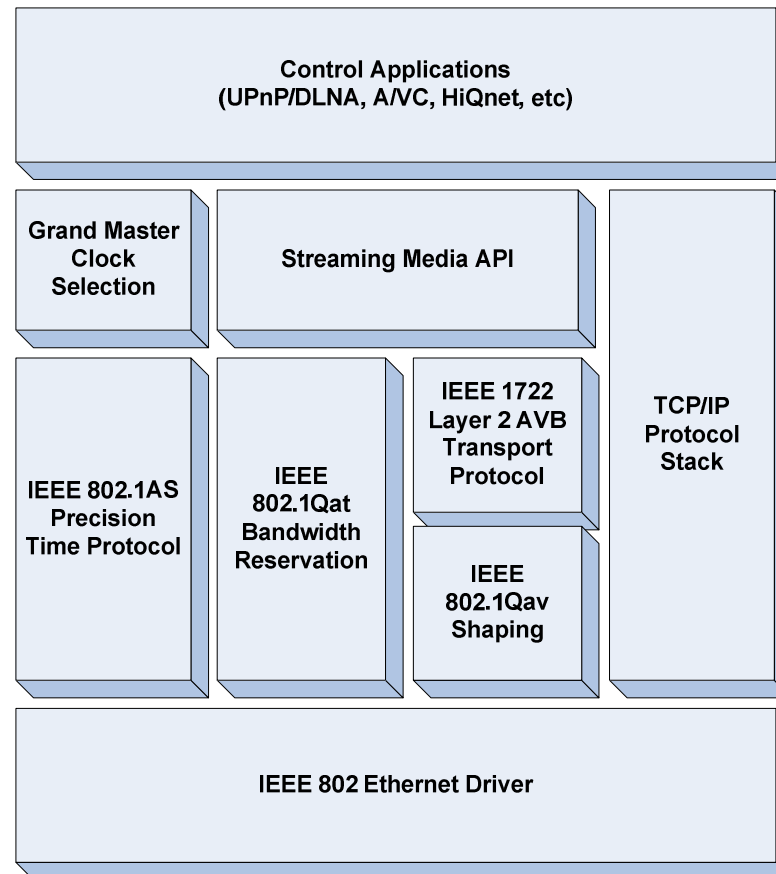 Control Applications
(UPnP/DLNA, A/VC, HiQnet, etc)
Grand Master
Clock
Selection
Streaming Media API
TCP/IP
Protocol
Stack
IEEE 802.1AS
Precision
Time Protocol
IEEE
802.1Qat
Bandwidth
Reservation
IEEE 1722
Layer 2 AVB
Transport
Protocol
IEEE
802.1Qav
Shaping
IEEE 802 Ethernet Driver